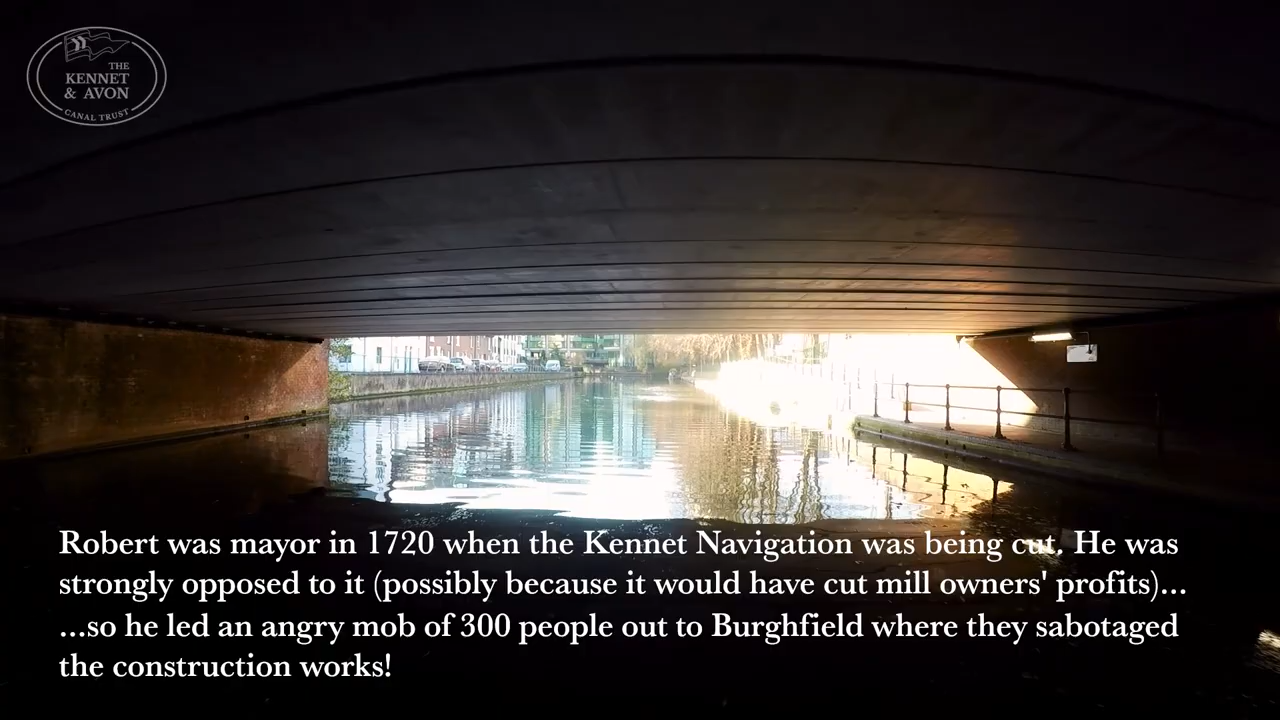 THE
KENNET
& AVON
CANAL TRUST
Robert was mayor in 1720 when the Kennet Navigation was being cut. He was
strongly opposed to it (possibly because it would have cut mill owners' profits)...
...so he led an angry mob of 300 people out to Burghfield where they sabotaged
the construction works!